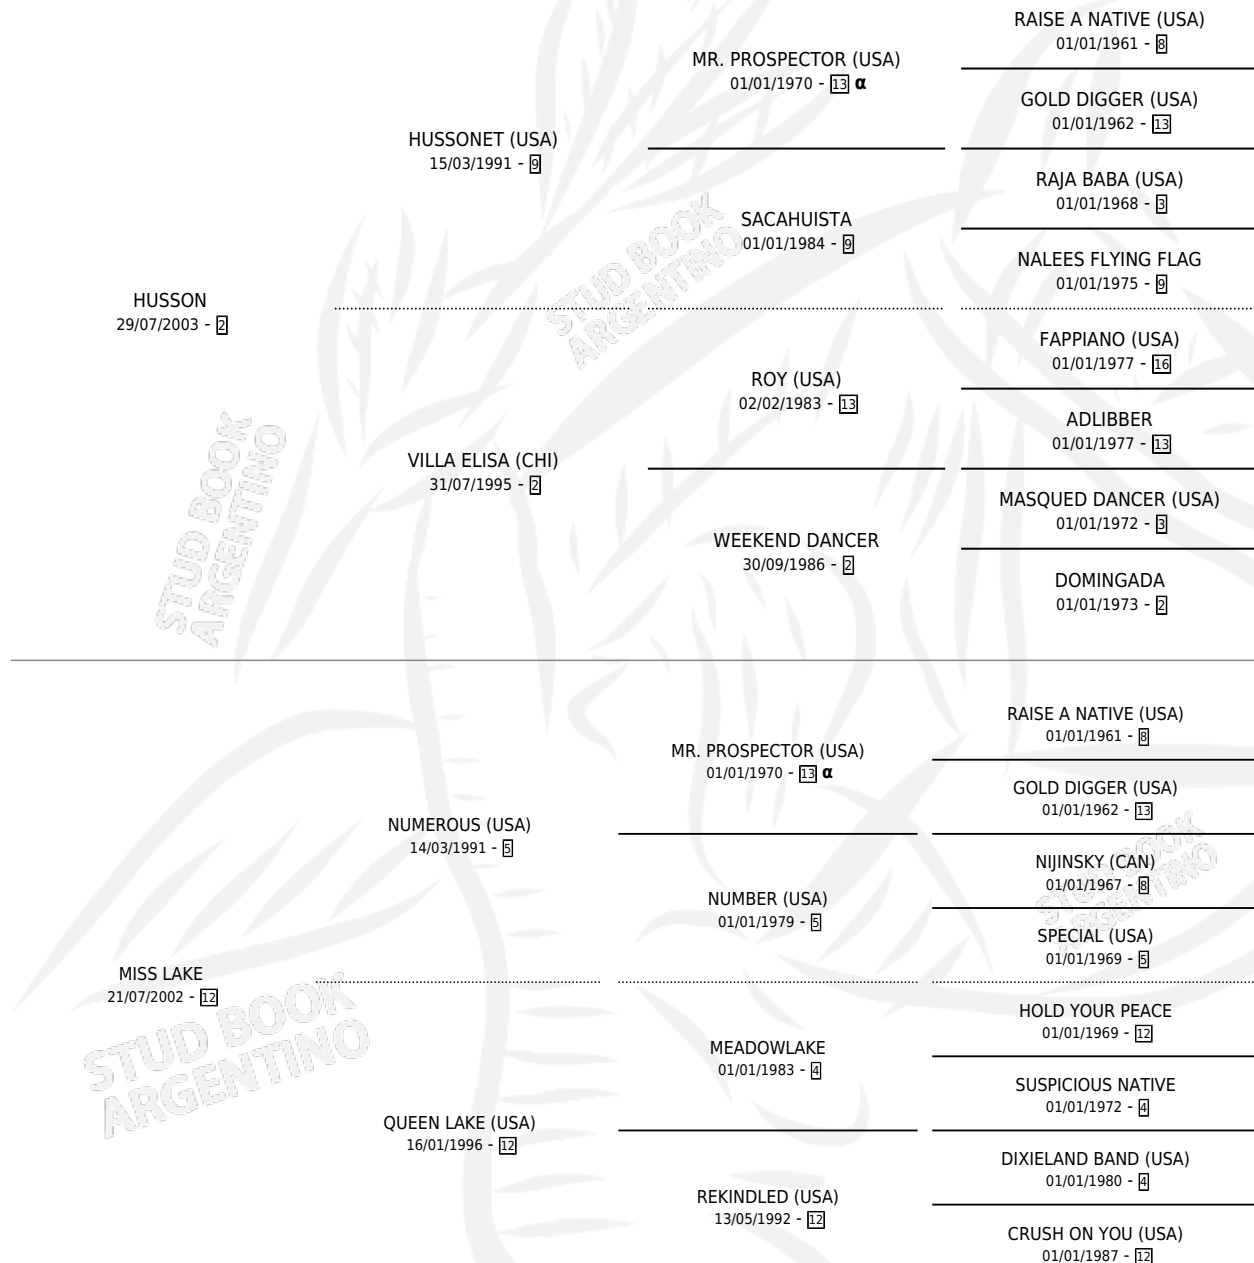 RAISE A NATIVE (USA)
01/01/1961 - 8
MR. PROSPECTOR (USA)
01/01/1970 - 13 α
GOLD DIGGER (USA)
01/01/1962 - 13
HUSSONET (USA)
15/03/1991 - 9
RAJA BABA (USA)
01/01/1968 - 3
SACAHUISTA
01/01/1984 - 9
NALEES FLYING FLAG
01/01/1975 - 9
HUSSON
29/07/2003 - 2
FAPPIANO (USA)
01/01/1977 - 16
ROY (USA)
02/02/1983 - 13
ADLIBBER
01/01/1977 - 13
VILLA ELISA (CHI)
31/07/1995 - 2
MASQUED DANCER (USA)
01/01/1972 - 3
WEEKEND DANCER
30/09/1986 - 2
DOMINGADA
01/01/1973 - 2
STUD BOOK
ARGENTINO
STUD BOOK
ARGENTINO
RAISE A NATIVE (USA)
01/01/1961 - 8
MR. PROSPECTOR (USA)
01/01/1970 - 13 α
GOLD DIGGER (USA)
01/01/1962 - 13
NUMEROUS (USA)
14/03/1991 - 5
NIJINSKY (CAN)
01/01/1967 - 8
NUMBER (USA)
01/01/1979 - 5
SPECIAL (USA)
01/01/1969 - 5
MISS LAKE
21/07/2002 - 12
HOLD YOUR PEACE
01/01/1969 - 12
MEADOWLAKE
01/01/1983 - 4
SUSPICIOUS NATIVE
01/01/1972 - 4
QUEEN LAKE (USA)
16/01/1996 - 12
DIXIELAND BAND (USA)
01/01/1980 - 4
REKINDLED (USA)
13/05/1992 - 12
CRUSH ON YOU (USA)
01/01/1987 - 12
STUD BOOK
ARGENTINO
STUD BOOK
ARGENTINO